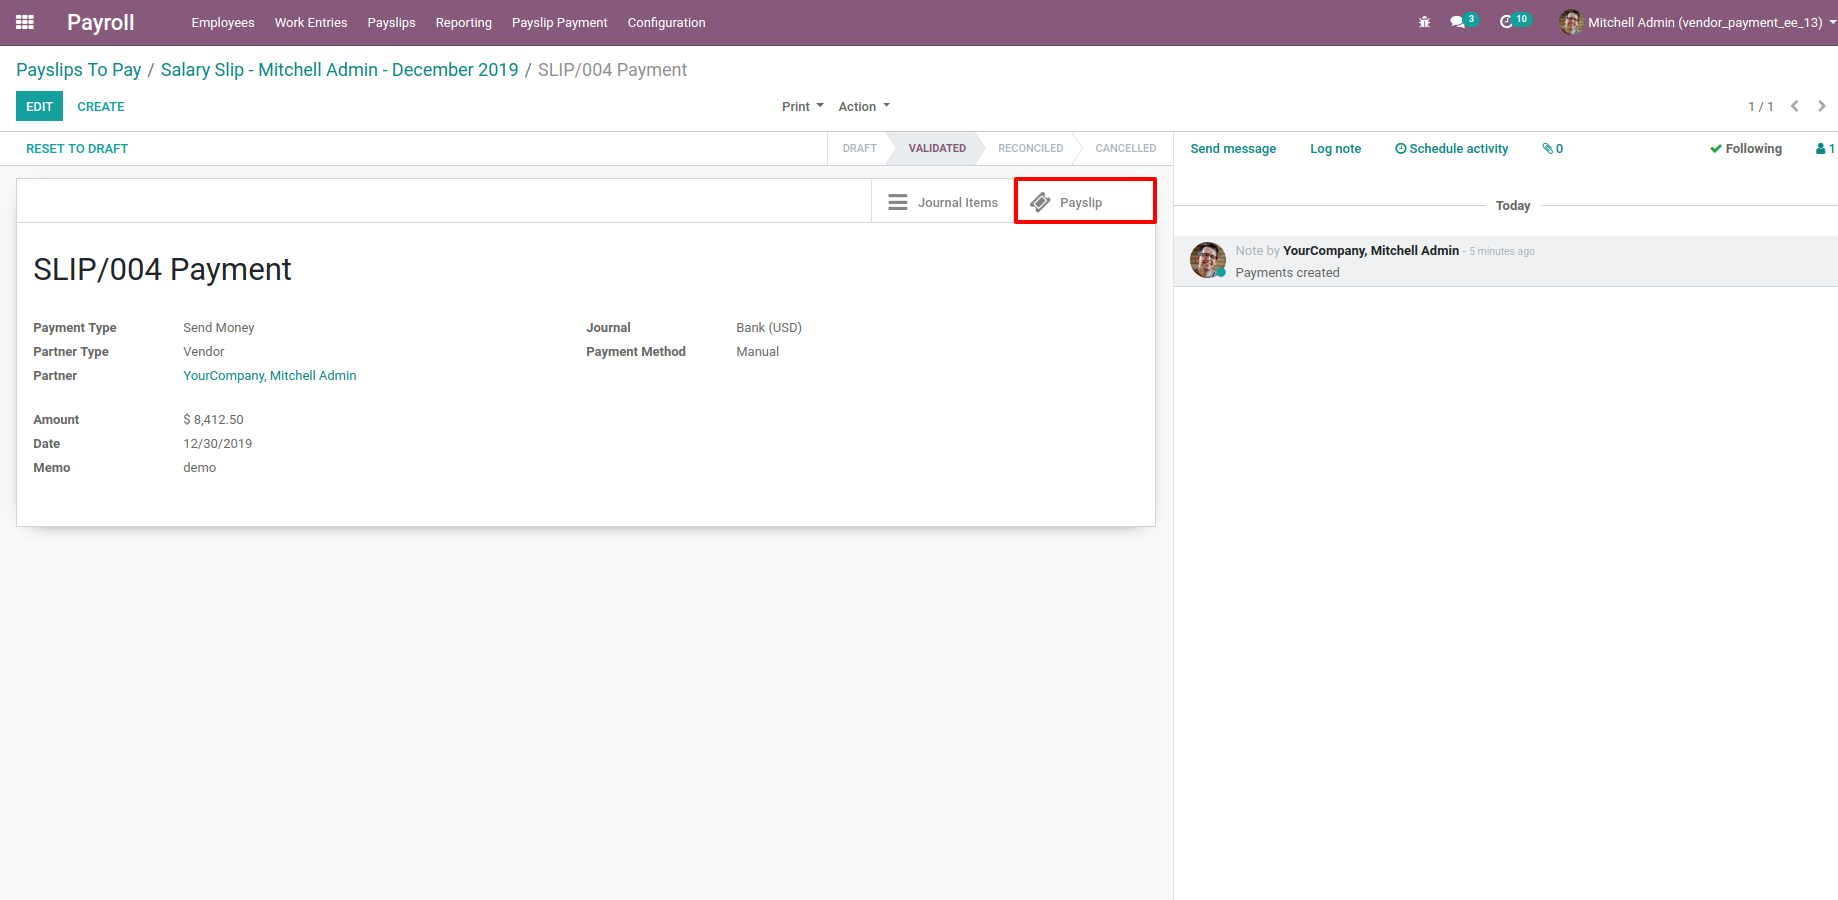 Payroll Employees Work Entries Payslips Reporting Payslip Payment Configuration 3 10 Mitchell Admin (vendor_payment_ee_13)
Payslips To Pay / Salary Slip - Mitchell Admin - December 2019 / SLIP/004 Payment
EDIT CREATE Print Action 1 / 1
RESET TO DRAFT DRAFT VALIDATED RECONCILED CANCELLED Send message Log note Schedule activity 0 Following 1
Journal Items Payslip
Today
SLIP/004 Payment
Note by YourCompany, Mitchell Admin - 5 minutes ago
Payments created
Payment Type Send Money Journal Bank (USD)
Partner Type Vendor Payment Method Manual
Partner YourCompany, Mitchell Admin
Amount $ 8,412.50
Date 12/30/2019
Memo demo